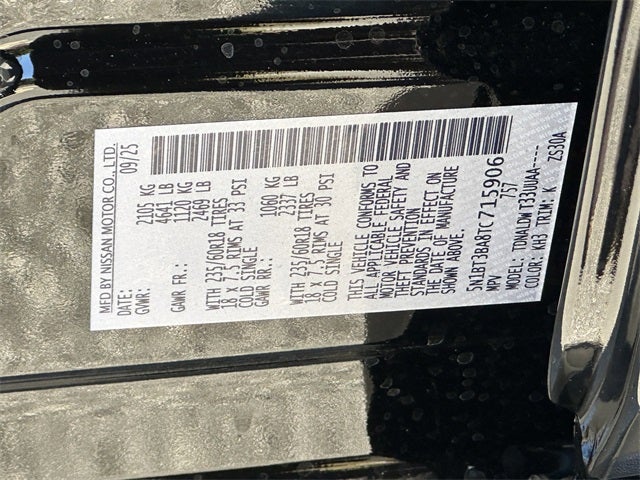 MFD BY NISSAN MOTOR CO., LTD.
DATE: 09/25
GVWR: 2105 KG
4641 LB
GAWR FR.: 1120 KG
2469 LB
WITH 235/60R18 TIRES
18 x 7.5 RIMS AT 33 PSI
COLD SINGLE
GAWR RR.: 1060 KG
2337 LB
WITH 235/60R18 TIRES
18 x 7.5 RIMS AT 30 PSI
COLD SINGLE
THIS VEHICLE CONFORMS TO
ALL APPLICABLE FEDERAL
MOTOR VEHICLE SAFETY AND
THEFT PREVENTION
STANDARDS IN EFFECT ON
THE DATE OF MANUFACTURE
SHOWN ABOVE.
5N1BT3BA8TC715906
MPV 757
MODEL: TDMALDW T33UUAA----
COLOR: KH3 TRIM: K ZS30A